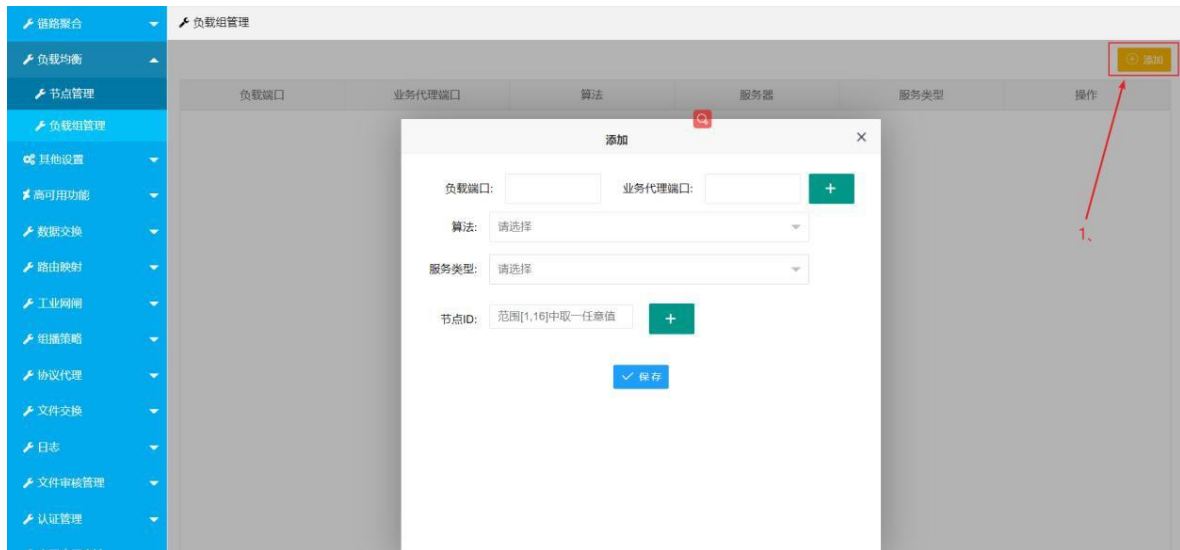 链路聚合
负载均衡
节点管理
负载组管理
其他设置
高可用功能
数据交换
路由映射
工业网闸
组播策略
协议代理
文件交换
日志
文件审核管理
认证管理
负载组管理
添加
负载端口 业务代理端口 算法 服务器 服务类型 操作
添加
负载端口: 业务代理端口: +
算法: 请选择
服务类型: 请选择
节点ID: 范围[1,16]中取一任意值 +
保存
1、